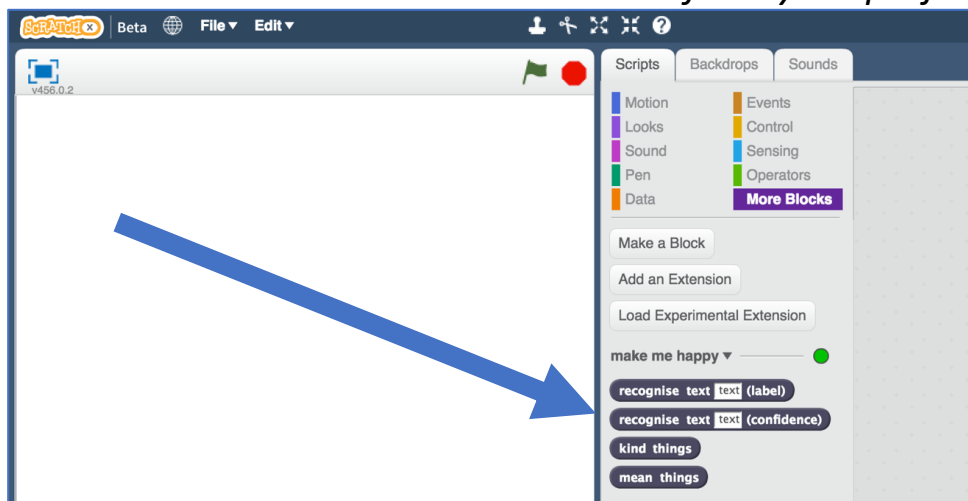 SCRATCH X Beta File ▾ Edit ▾
v456.0.2
Scripts Backdrops Sounds
Motion Events
Looks Control
Sound Sensing
Pen Operators
Data More Blocks
Make a Block
Add an Extension
Load Experimental Extension
make me happy ▾
recognise text text (label)
recognise text text (confidence)
kind things
mean things